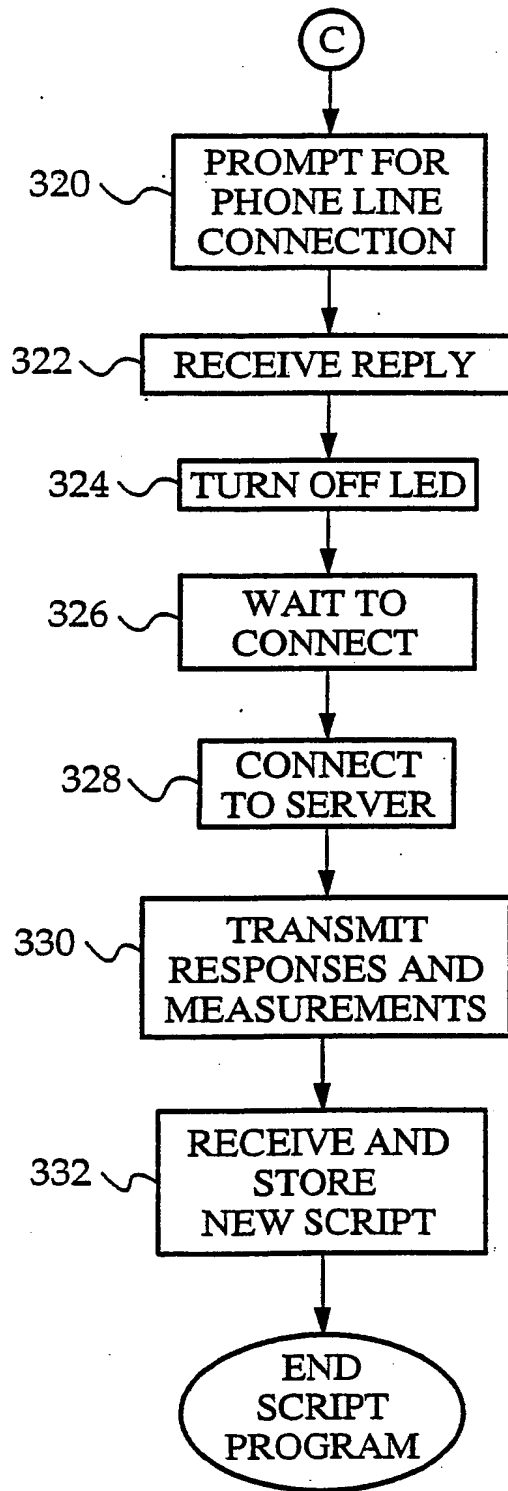 C
320
PROMPT FOR
PHONE LINE
CONNECTION
322
RECEIVE REPLY
324
TURN OFF LED
326
WAIT TO
CONNECT
328
CONNECT
TO SERVER
330
TRANSMIT
RESPONSES AND
MEASUREMENTS
332
RECEIVE AND
STORE
NEW SCRIPT
END
SCRIPT
PROGRAM